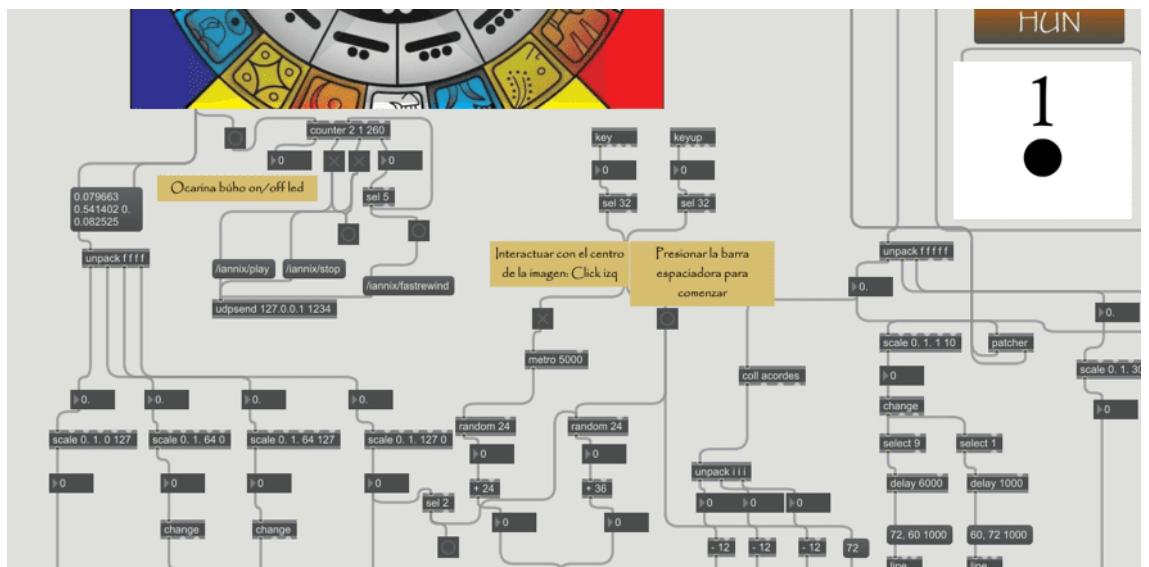 HUN
1
counter 2 1 260
0
0
Ocarina búho on/off led
sel 5
0.079663
0.541402 0.
0.082525
unpack f f f f
/iannix/play
/iannix/stop
/iannix/fastrewind
udpsend 127.0.0.1 1234
key
keyup
0
0
sel 32
sel 32
Interactuar con el centro
de la imagen: Click izq
Presionar la barra
espaciadora para
comenzar
metro 5000
coll acordes
unpack f f f f f
0.
0.
scale 0. 1. 1 10
patcher
scale 0. 1. 30
0
0
change
select 9
select 1
delay 6000
delay 1000
72, 60 1000
60, 72 1000
line
line
0.
0.
0.
0.
scale 0. 1. 0 127
scale 0. 1. 64 0
scale 0. 1. 64 127
scale 0. 1. 127 0
0
0
0
0
change
change
sel 2
random 24
random 24
0
0
+ 24
+ 36
0
0
unpack i i i
0
0
0
- 12
- 12
- 12
72